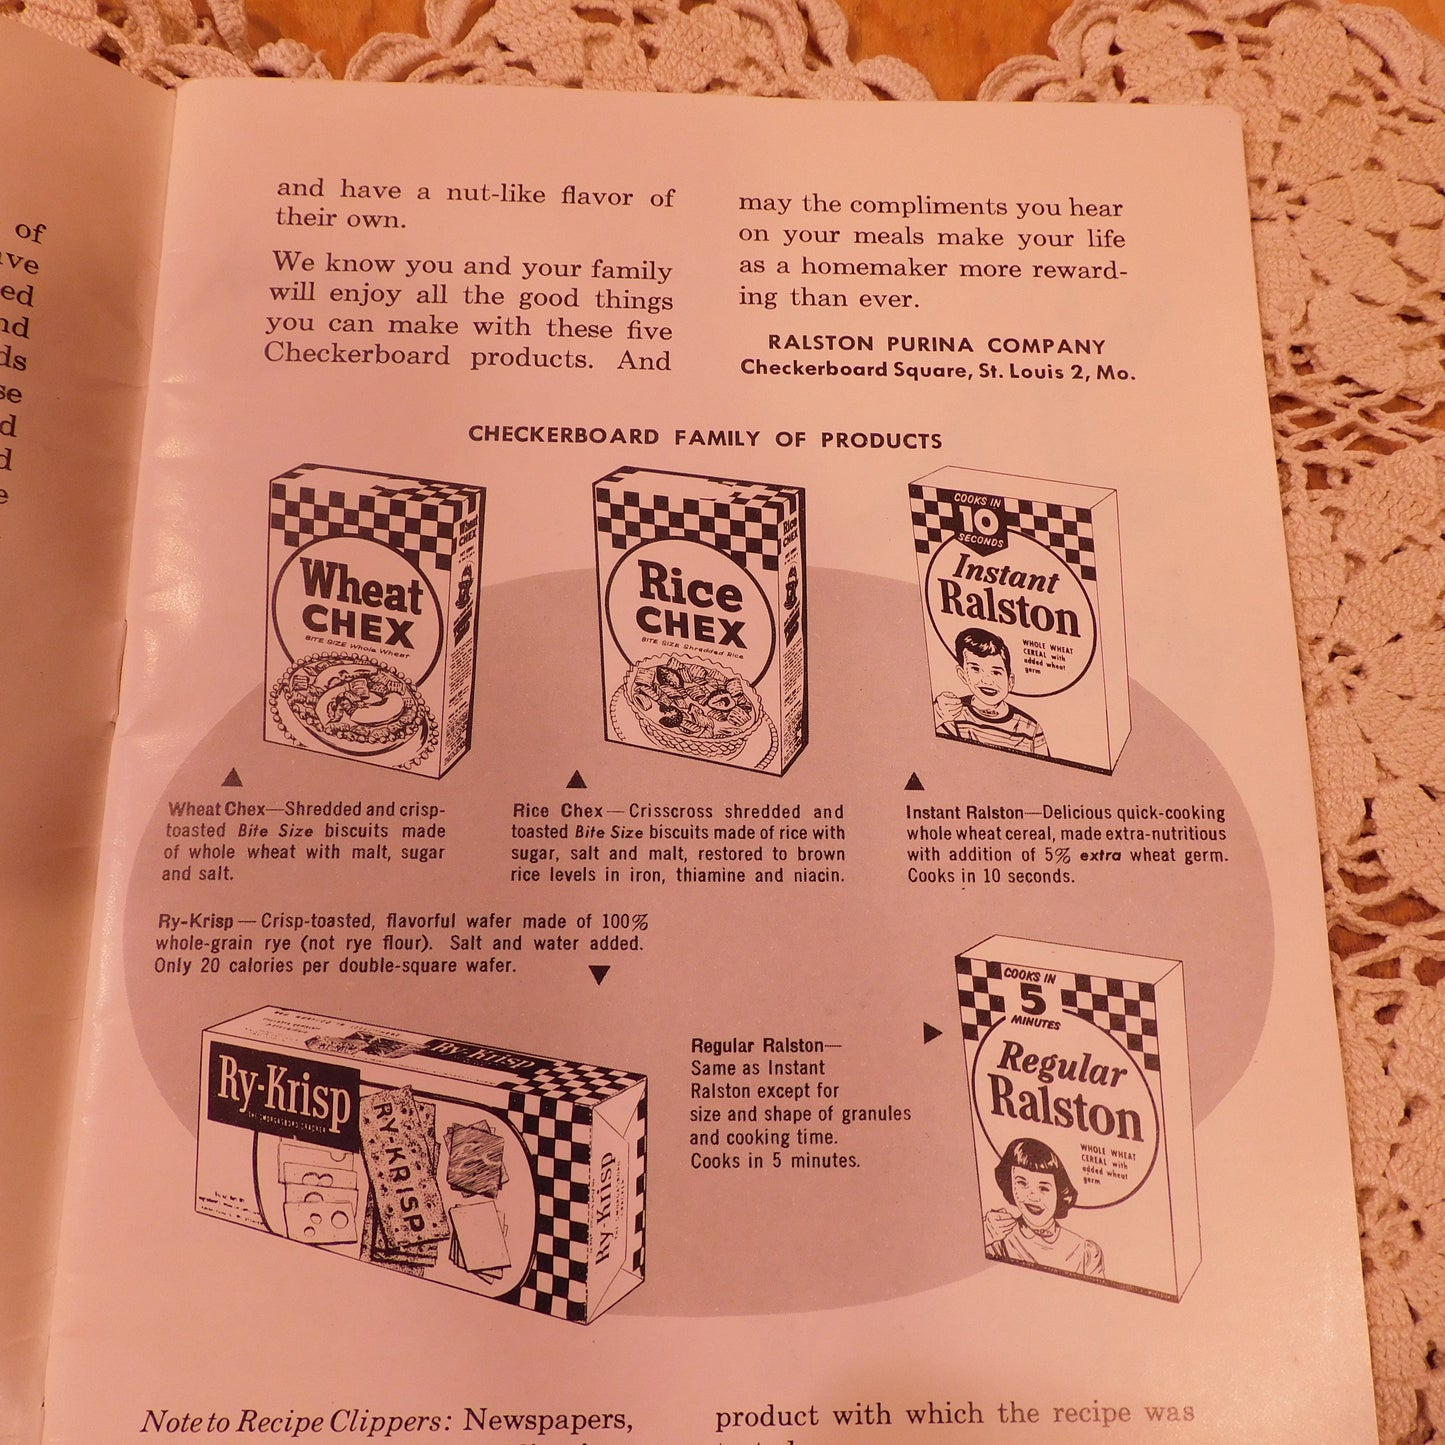 of
ed
and have a nut-like flavor of
their own.
We know you and your family
will enjoy all the good things
you can make with these five
Checkerboard products. And
may the compliments you hear
on your meals make your life
as a homemaker more reward-
ing than ever.
RALSTON PURINA COMPANY
Checkerboard Square, St. Louis 2, Mo.
CHECKERBOARD FAMILY OF PRODUCTS
Wheat
CHEX
BITE SIZE Whole Wheat
Wheat
CHEX
Rice
CHEX
BITE SIZE Shredded Rice
Rice
CHEX
COOKS IN
10
SECONDS
Instant
Ralston
WHOLE WHEAT
CEREAL with
added wheat
germ
Wheat Chex—Shredded and crisp-
toasted Bite Size biscuits made
of whole wheat with malt, sugar
and salt.
Rice Chex—Crisscross shredded and
toasted Bite Size biscuits made of rice with
sugar, salt and malt, restored to brown
rice levels in iron, thiamine and niacin.
Instant Ralston—Delicious quick-cooking
whole wheat cereal, made extra-nutritious
with addition of 5% extra wheat germ.
Cooks in 10 seconds.
Ry-Krisp—Crisp-toasted, flavorful wafer made of 100%
whole-grain rye (not rye flour). Salt and water added.
Only 20 calories per double-square wafer.
Ry-Krisp
Ry-Krisp
RY-KRISP
Ry-Krisp
Regular Ralston—
Same as Instant
Ralston except for
size and shape of granules
and cooking time.
Cooks in 5 minutes.
COOKS IN
5
MINUTES
Regular
Ralston
WHOLE WHEAT
CEREAL with
added wheat
germ
Note to Recipe Clippers: Newspapers,
product with which the recipe was